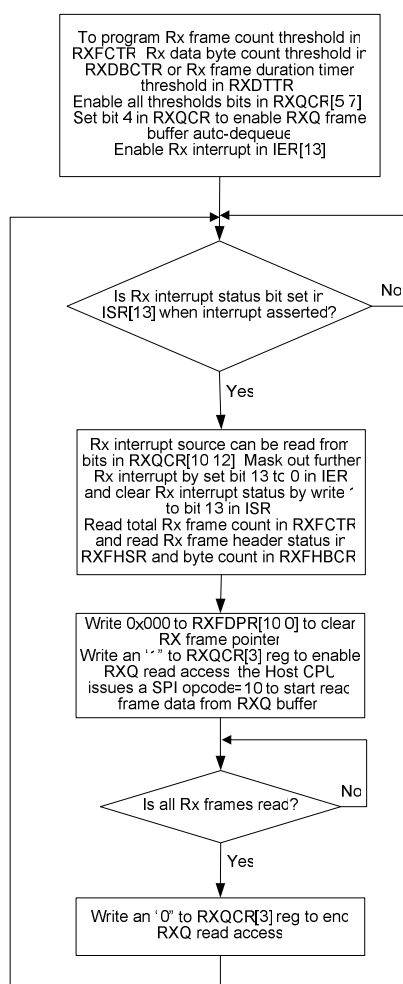 To program Rx frame count threshold in
RXFCTR Rx data byte count threshold in
RXDBCTR or Rx frame duration timer
threshold in RXDTTR
Enable all thresholds bits in RXQCR[5 7]
Set bit 4 in RXQCR to enable RXQ frame
buffer auto-dequeue
Enable Rx interrupt in IER[13]
Is Rx interrupt status bit set in
ISR[13] when interrupt asserted?
No
Yes
Rx interrupt source can be read from
bits in RXQCR[10 12] Mask out further
Rx interrupt by set bit 13 to 0 in IER
and clear Rx interrupt status by write 1
to bit 13 in ISR
Read total Rx frame count in RXFCTR
and read Rx frame header status in
RXFHSR and byte count in RXFHBCR
Write 0x000 to RXFDPR[10 0] to clear
RX frame pointer
Write an "1" to RXQCR[3] reg to enable
RXQ read access the Host CPU
issues a SPI opcode=10 to start read
frame data from RXQ buffer
Is all Rx frames read?
No
Yes
Write an '0" to RXQCR[3] reg to end
RXQ read access